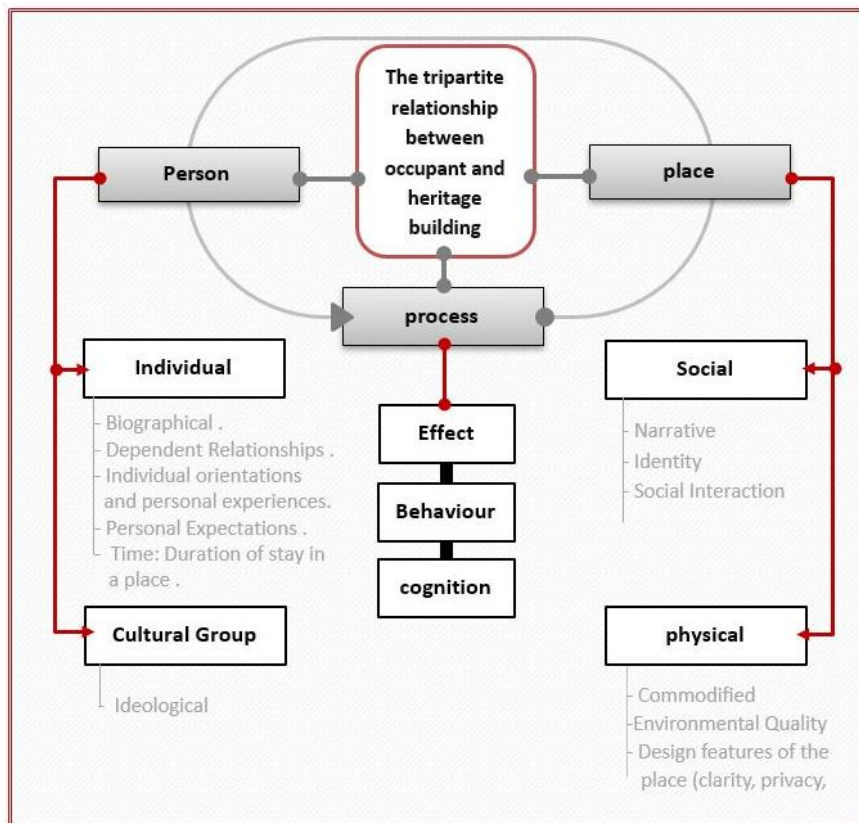 The tripartite
relationship
between
occupant and
heritage
building
Person
place
process
Individual
- Biographical .
- Dependent Relationships .
- Individual orientations
and personal experiences.
- Personal Expectations .
- Time: Duration of stay in
a place .
Cultural Group
- Ideological
Effect
Behaviour
cognition
Social
- Narrative
- Identity
- Social Interaction
physical
- Commodified
- Environmental Quality
- Design features of the
place (clarity, privacy,